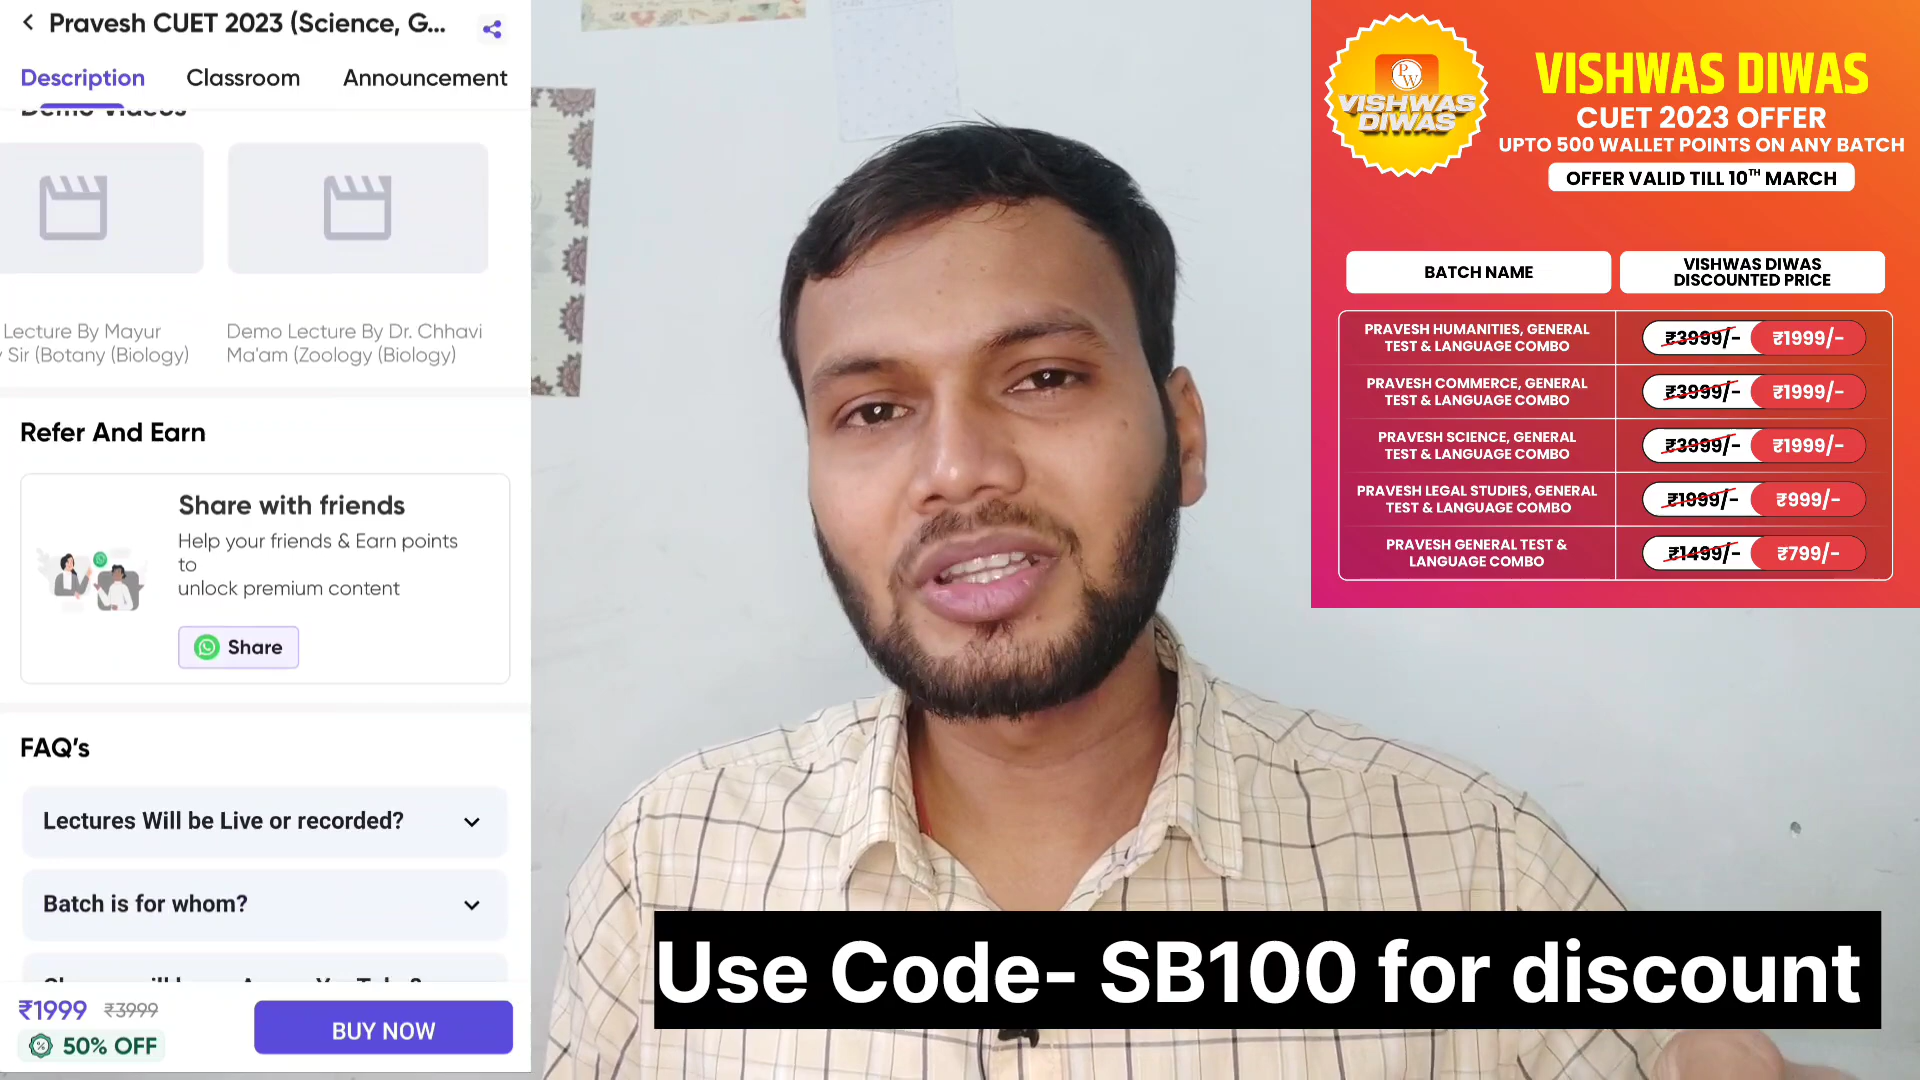 Pravesh CUET 2023 (Science, G...
Description
Classroom
Announcement
Demo Videos
Lecture By Mayur
Sir (Botany (Biology)
Demo Lecture By Dr. Chhavi
Ma'am (Zoology (Biology)
Refer And Earn
Share with friends
Help your friends & Earn points
to
unlock premium content
Share
FAQ's
Lectures Will be Live or recorded?
Batch is for whom?
₹1999 ₹3999
50% OFF
BUY NOW
PW
VISHWAS
DIWAS
VISHWAS DIWAS
CUET 2023 OFFER
UPTO 500 WALLET POINTS ON ANY BATCH
OFFER VALID TILL 10TH MARCH
BATCH NAME
VISHWAS DIWAS
DISCOUNTED PRICE
PRAVESH HUMANITIES, GENERAL
TEST & LANGUAGE COMBO
₹3999/- ₹1999/-
PRAVESH COMMERCE, GENERAL
TEST & LANGUAGE COMBO
₹3999/- ₹1999/-
PRAVESH SCIENCE, GENERAL
TEST & LANGUAGE COMBO
₹3999/- ₹1999/-
PRAVESH LEGAL STUDIES, GENERAL
TEST & LANGUAGE COMBO
₹1999/- ₹999/-
PRAVESH GENERAL TEST &
LANGUAGE COMBO
₹1499/- ₹799/-
Use Code- SB100 for discount